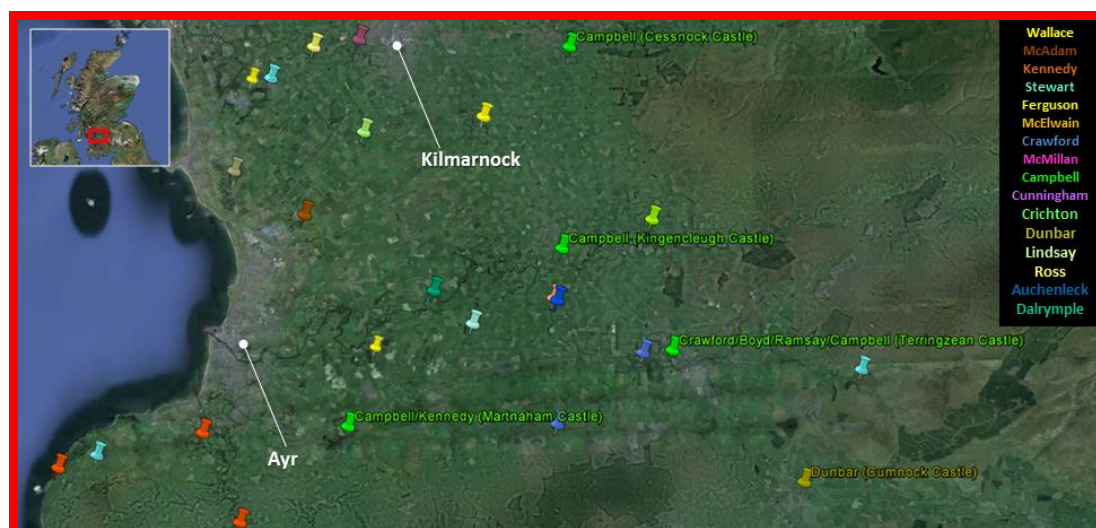 Campbell (Cessnock Castle)
Kilmarnock
Campbell (Kingencleugh Castle)
Crawford/Boyd/Ramsay/Campbell (Terringzean Castle)
Campbell/Kennedy (Martnaham Castle)
Ayr
Dunbar (Cumnock Castle)
Wallace
McAdam
Kennedy
Stewart
Ferguson
McElwain
Crawford
McMillan
Campbell
Cunningham
Crichton
Dunbar
Lindsay
Ross
Auchenleck
Dalrymple